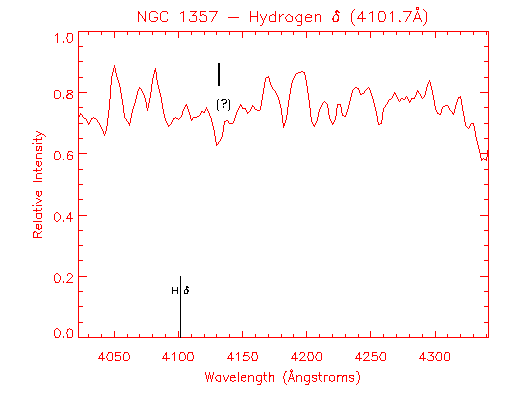 NGC 1357 – Hydrogen δ (4101.7Å)
1.0
0.8
0.6
0.4
0.2
0.0
Relative Intensity
(?)
H δ
4050 4100 4150 4200 4250 4300
Wavelength (Ångstroms)